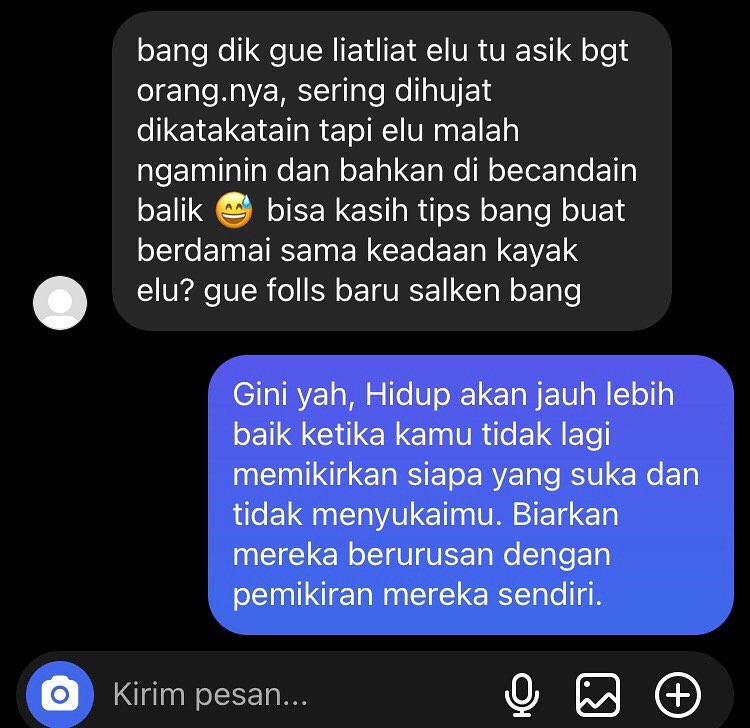 bang dik gue liatliat elu tu asik bgt
orang.nya, sering dihujat
dikatakatain tapi elu malah
ngaminin dan bahkan di becandain
balik 😅 bisa kasih tips bang buat
berdamai sama keadaan kayak
elu? gue folls baru salken bang
Gini yah, Hidup akan jauh lebih
baik ketika kamu tidak lagi
memikirkan siapa yang suka dan
tidak menyukaimu. Biarkan
mereka berurusan dengan
pemikiran mereka sendiri.
Kirim pesan...